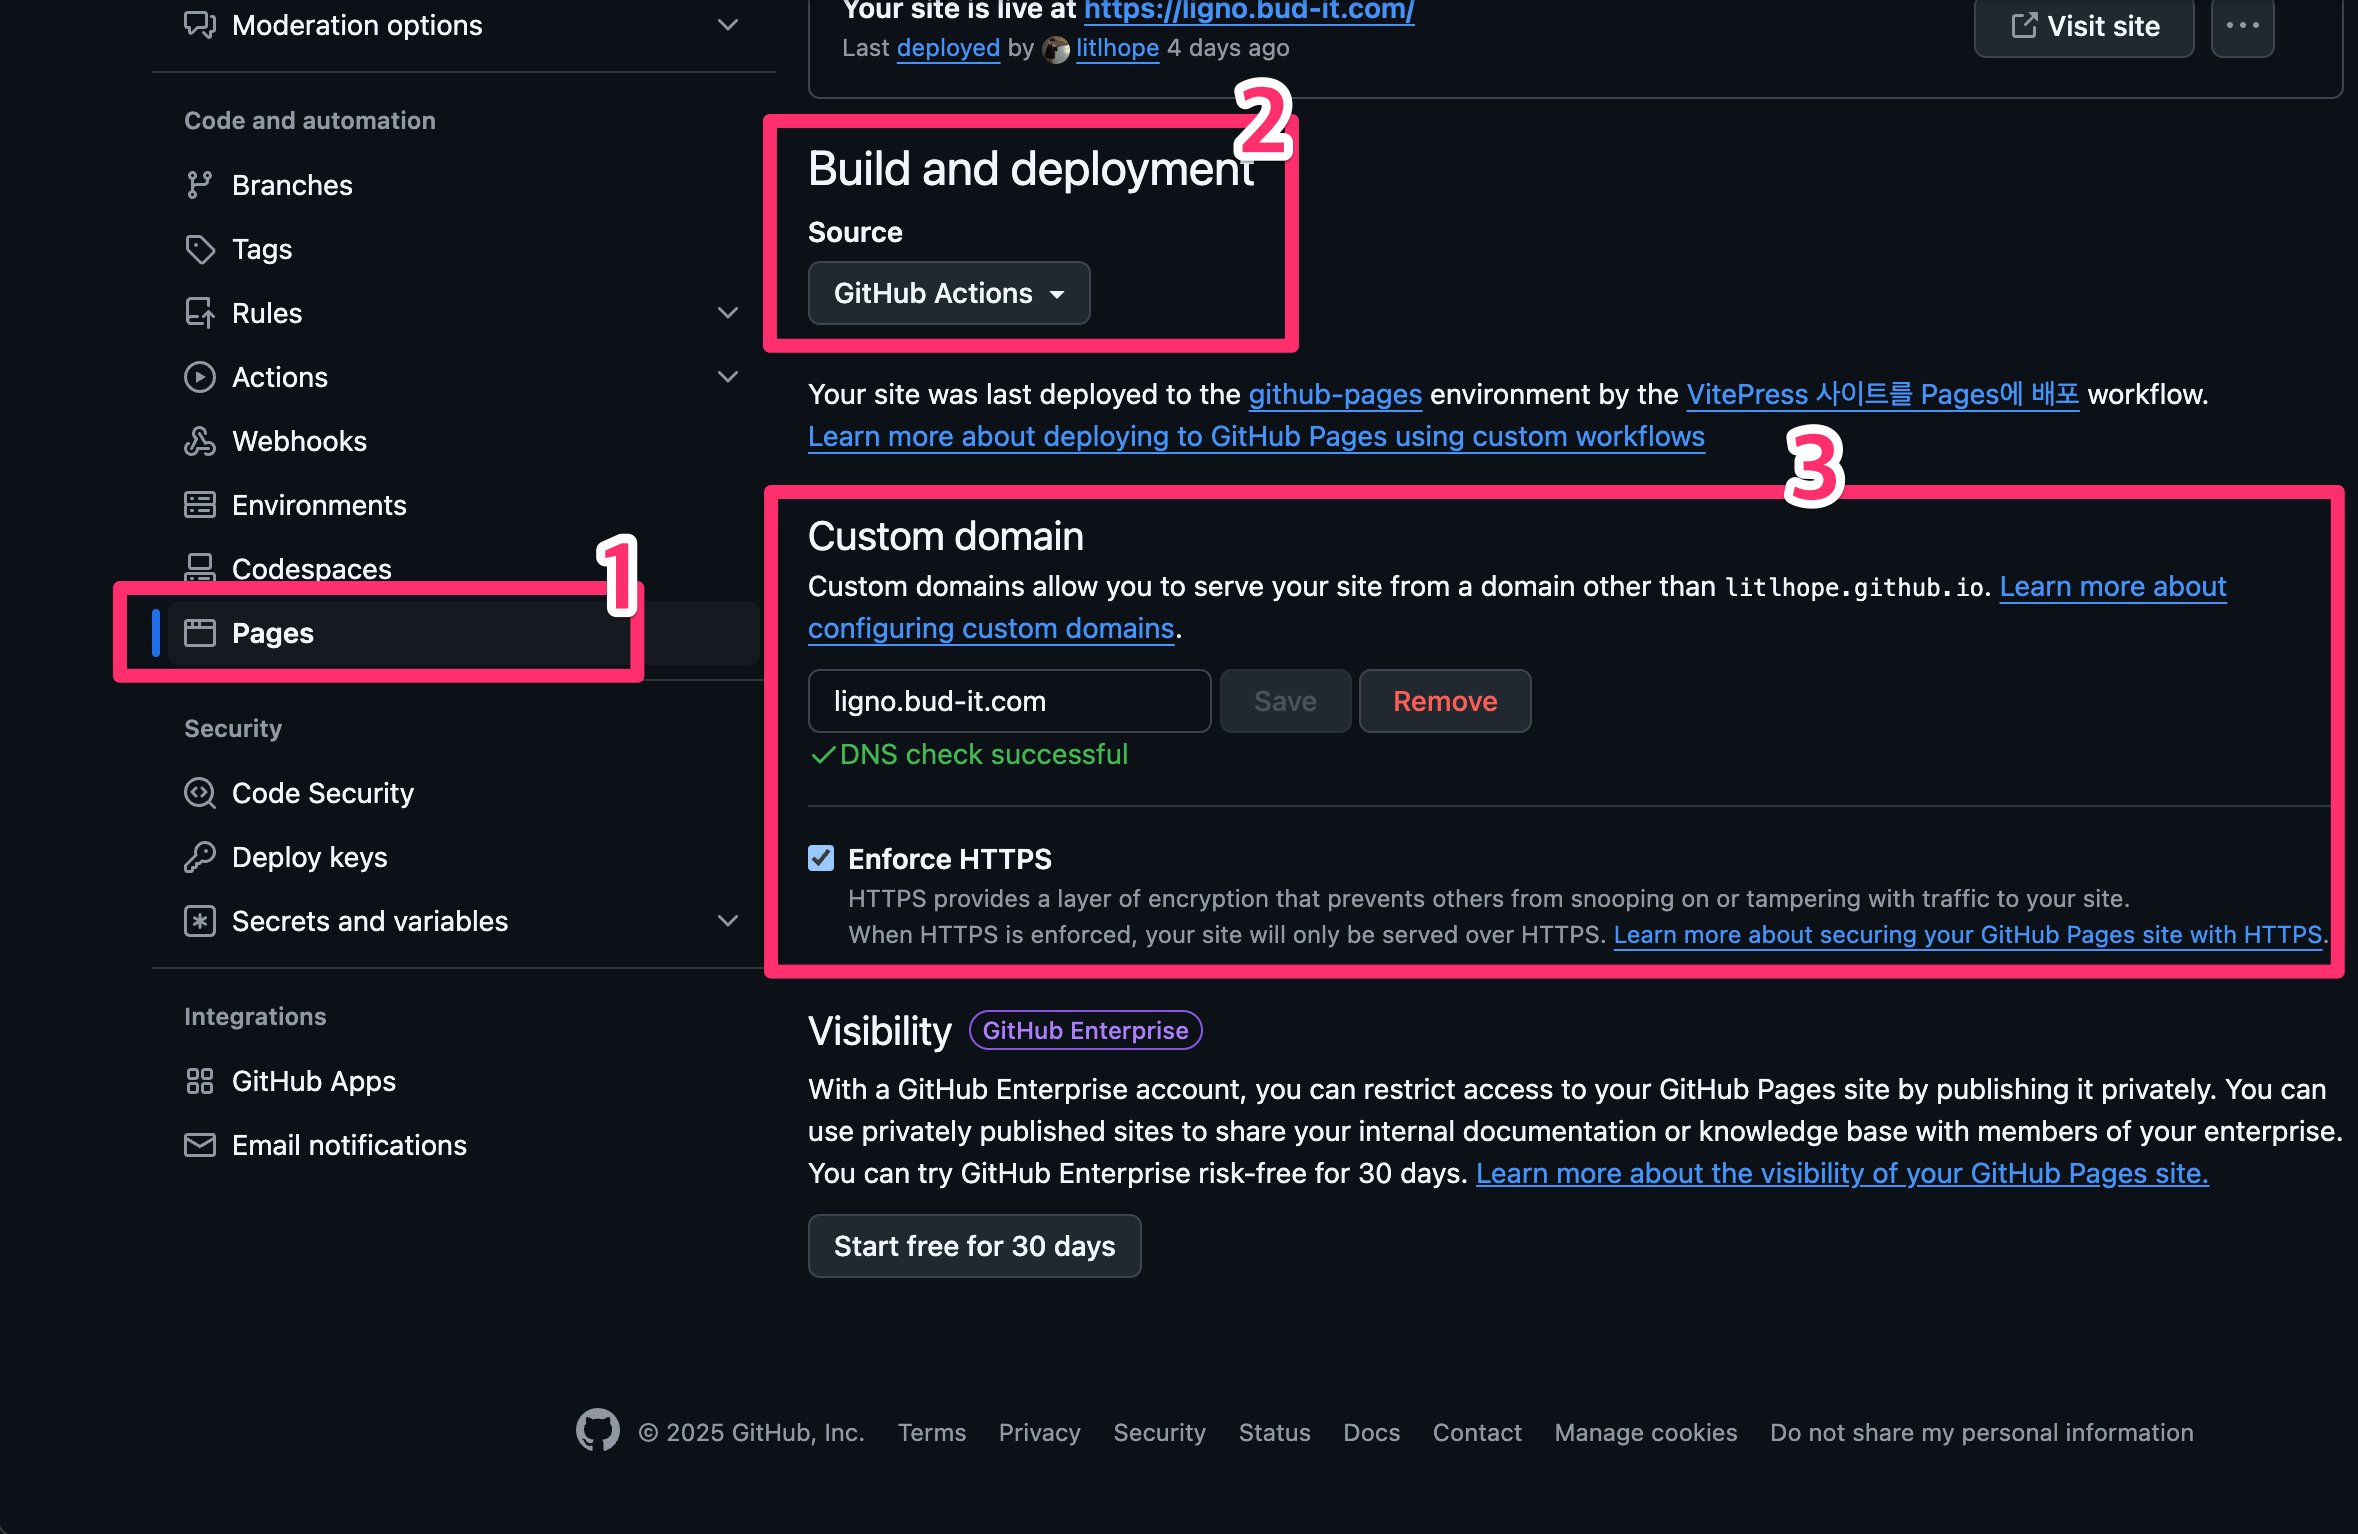 Moderation options
Code and automation
Branches
Tags
Rules
Actions
Webhooks
Environments
Codespaces
1
Pages
Security
Code Security
Deploy keys
Secrets and variables
Integrations
GitHub Apps
Email notifications
Your site is live at https://ligno.bud-it.com/
Last deployed by litlhope 4 days ago
Visit site
2
Build and deployment
Source
GitHub Actions
Your site was last deployed to the github-pages environment by the VitePress 사이트를 Pages에 배포 workflow.
Learn more about deploying to GitHub Pages using custom workflows
3
Custom domain
Custom domains allow you to serve your site from a domain other than litlhope.github.io. Learn more about
configuring custom domains.
ligno.bud-it.com Save Remove
DNS check successful
Enforce HTTPS
HTTPS provides a layer of encryption that prevents others from snooping on or tampering with traffic to your site.
When HTTPS is enforced, your site will only be served over HTTPS. Learn more about securing your GitHub Pages site with HTTPS.
Visibility GitHub Enterprise
With a GitHub Enterprise account, you can restrict access to your GitHub Pages site by publishing it privately. You can
use privately published sites to share your internal documentation or knowledge base with members of your enterprise.
You can try GitHub Enterprise risk-free for 30 days. Learn more about the visibility of your GitHub Pages site.
Start free for 30 days
© 2025 GitHub, Inc. Terms Privacy Security Status Docs Contact Manage cookies Do not share my personal information